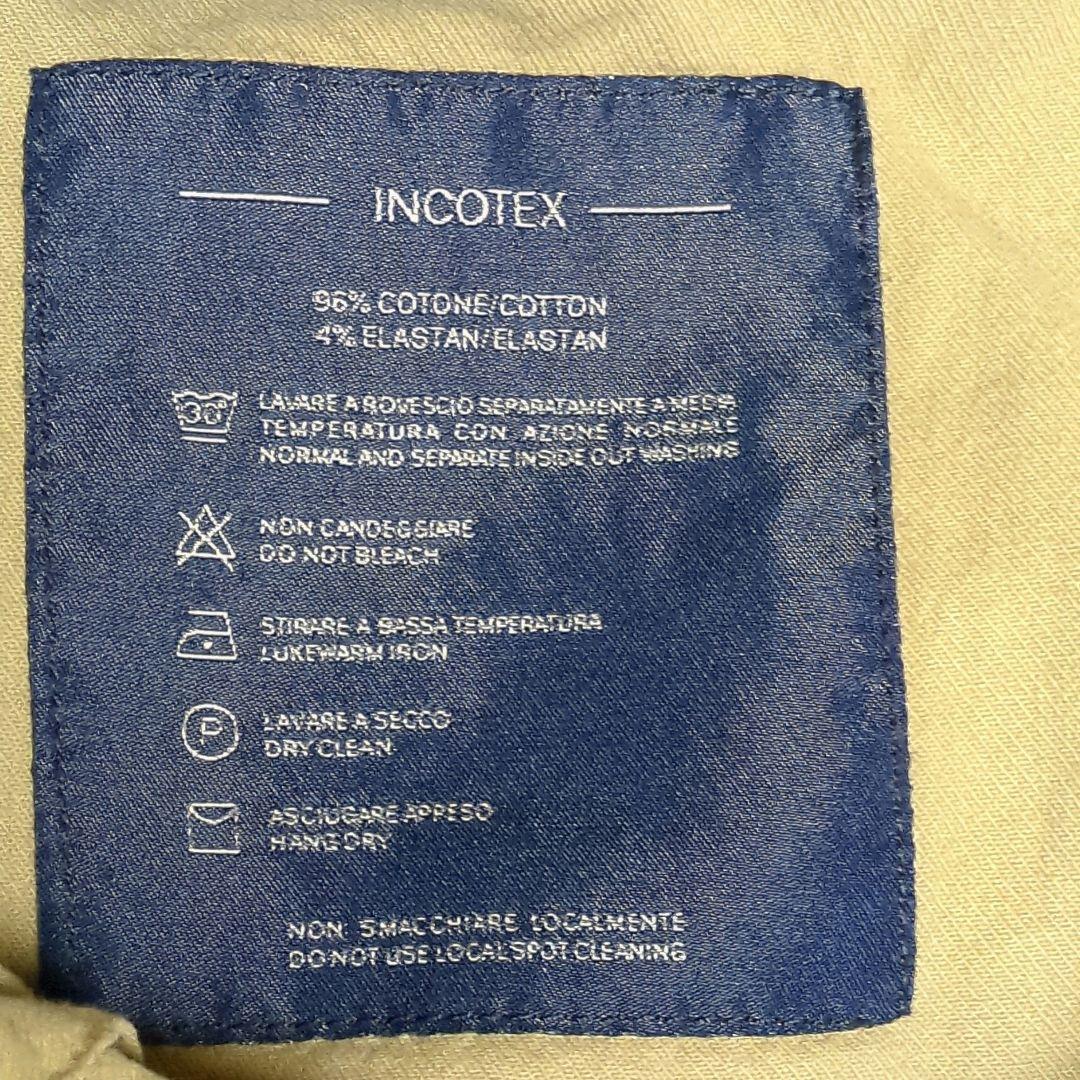 INCOTEX
96% COTONE/COTTON
4% ELASTAN/ELASTAN
30°
LAVARE A ROVESCIO SEPARATAMENTE A MEDIA
TEMPERATURA CON AZIONE NORMALE
NORMAL AND SEPARATE INSIDE OUT WASHING
NON CANDEGGIARE
DO NOT BLEACH
STIRARE A BASSA TEMPERATURA
LUKEWARM IRON
P
LAVARE A SECCO
DRY CLEAN
ASCIUGARE APPESO
HANG DRY
NON SMACCHIARE LOCALMENTE
DO NOT USE LOCAL SPOT CLEANING